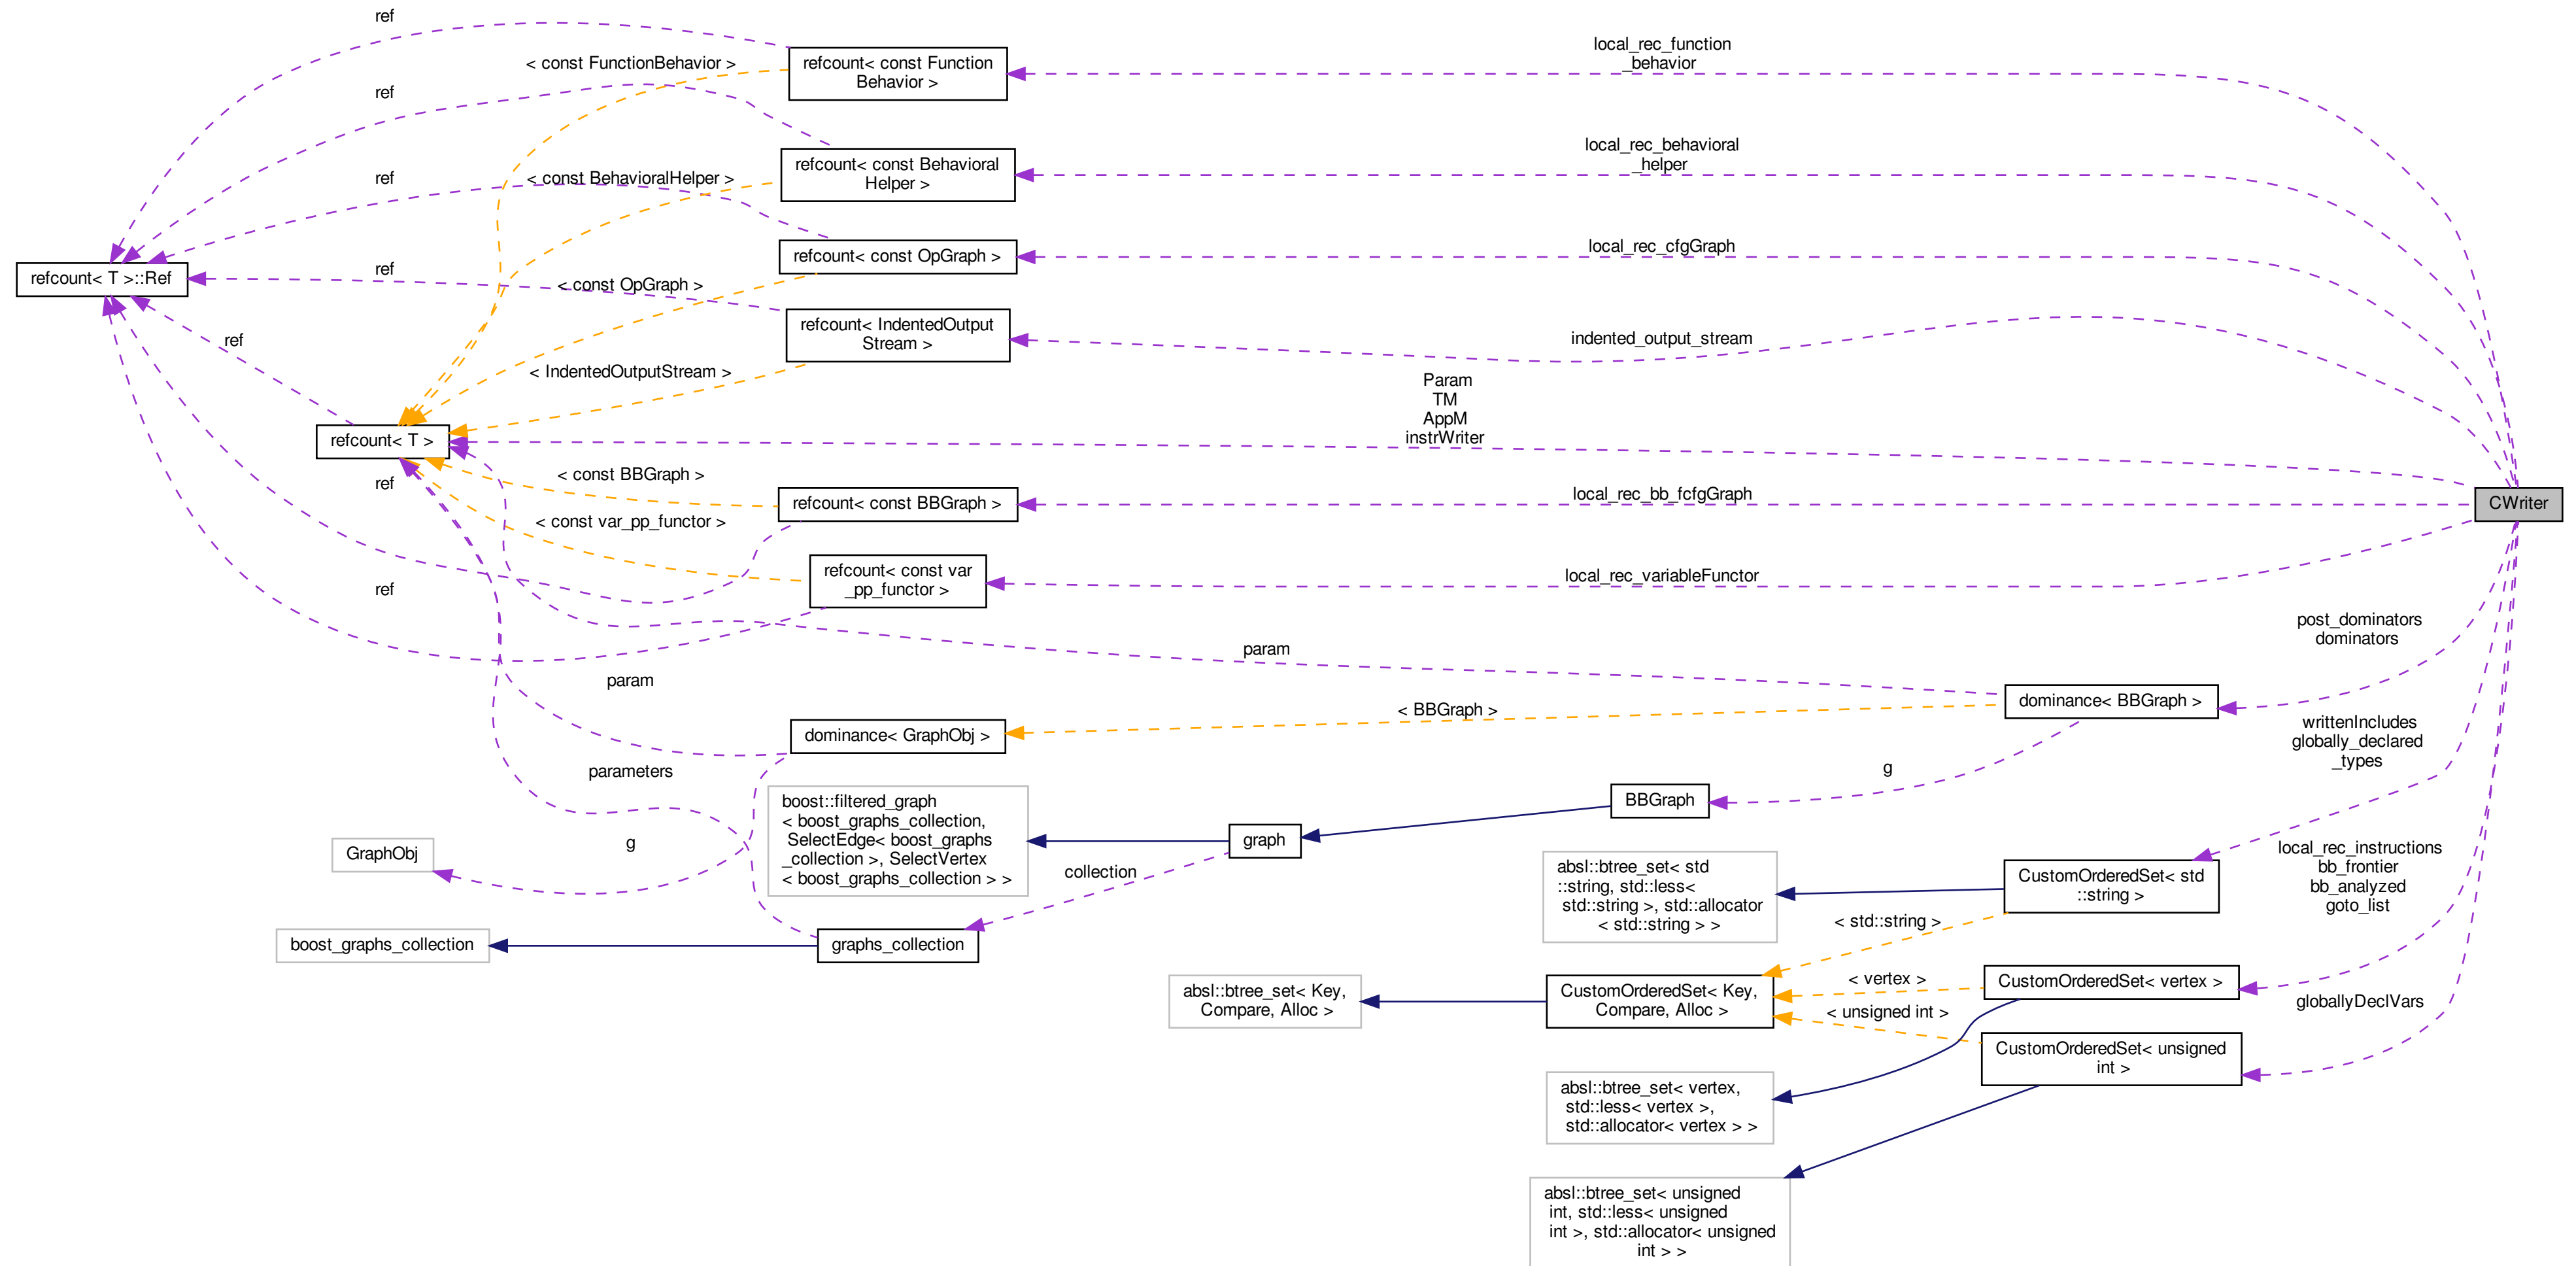 ref
local_rec_function
_behavior
< const FunctionBehavior >
refcount< const Function
Behavior >
ref
local_rec_behavioral
_helper
refcount< const Behavioral
Helper >
ref
< const BehavioralHelper >
local_rec_cfgGraph
refcount< const OpGraph >
refcount< T >::Ref
ref
< const OpGraph >
refcount< IndentedOutput
Stream >
indented_output_stream
ref
< IndentedOutputStream >
Param
TM
AppM
instrWriter
refcount< T >
< const BBGraph >
ref
refcount< const BBGraph >
local_rec_bb_fcfgGraph
CWriter
< const var_pp_functor >
refcount< const var
_pp_functor >
local_rec_variableFunctor
ref
post_dominators
dominators
param
param
dominance< BBGraph >
< BBGraph >
dominance< GraphObj >
writtenIncludes
globally_declared
_types
parameters
g
boost::filtered_graph
< boost_graphs_collection,
SelectEdge< boost_graphs
_collection >, SelectVertex
< boost_graphs_collection > >
BBGraph
graph
GraphObj
g
collection
absl::btree_set< std
::string, std::less<
std::string >, std::allocator
< std::string > >
CustomOrderedSet< std
::string >
local_rec_instructions
bb_frontier
bb_analyzed
goto_list
< std::string >
boost_graphs_collection
graphs_collection
absl::btree_set< Key,
Compare, Alloc >
CustomOrderedSet< Key,
Compare, Alloc >
< vertex >
CustomOrderedSet< vertex >
< unsigned int >
globallyDeclVars
CustomOrderedSet< unsigned
int >
absl::btree_set< vertex,
std::less< vertex >,
std::allocator< vertex > >
absl::btree_set< unsigned
int, std::less< unsigned
int >, std::allocator< unsigned
int > >